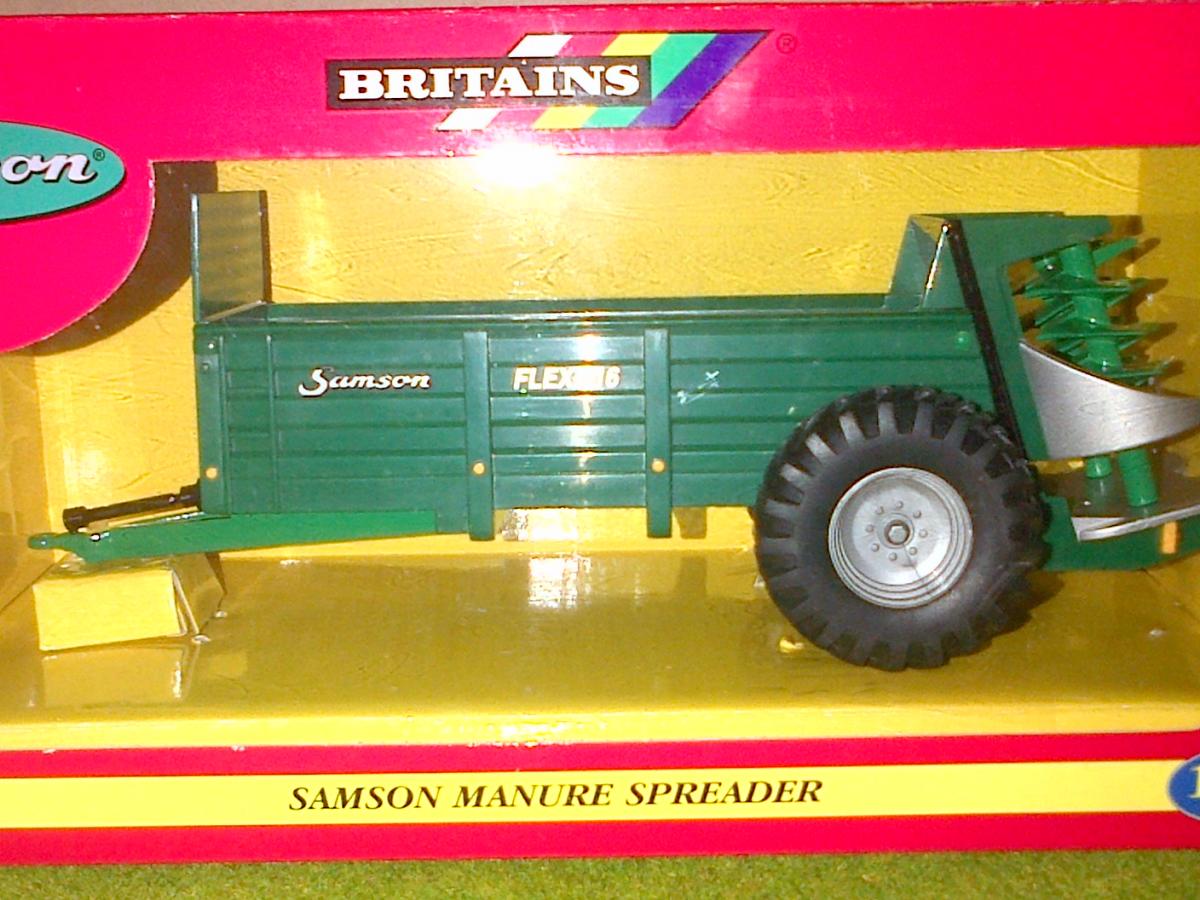 BRITAINS ®
on®
Samson
SAMSON MANURE SPREADER